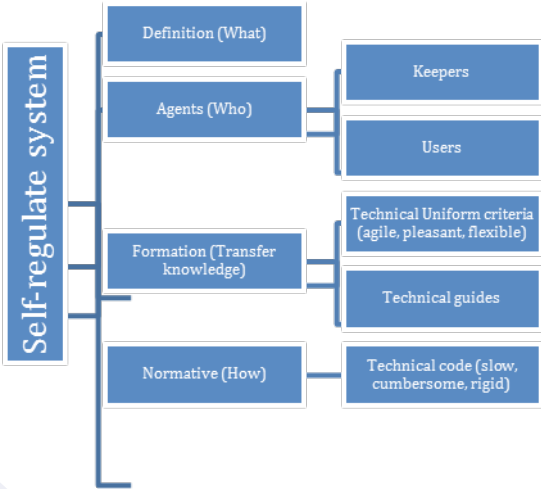 Self-regulate system
Definition (What)
Agents (Who)
Keepers
Users
Formation (Transfer
knowledge)
Technical Uniform criteria
(agile, pleasant, flexible)
Technical guides
Normative (How)
Technical code (slow,
cumbersome, rigid)